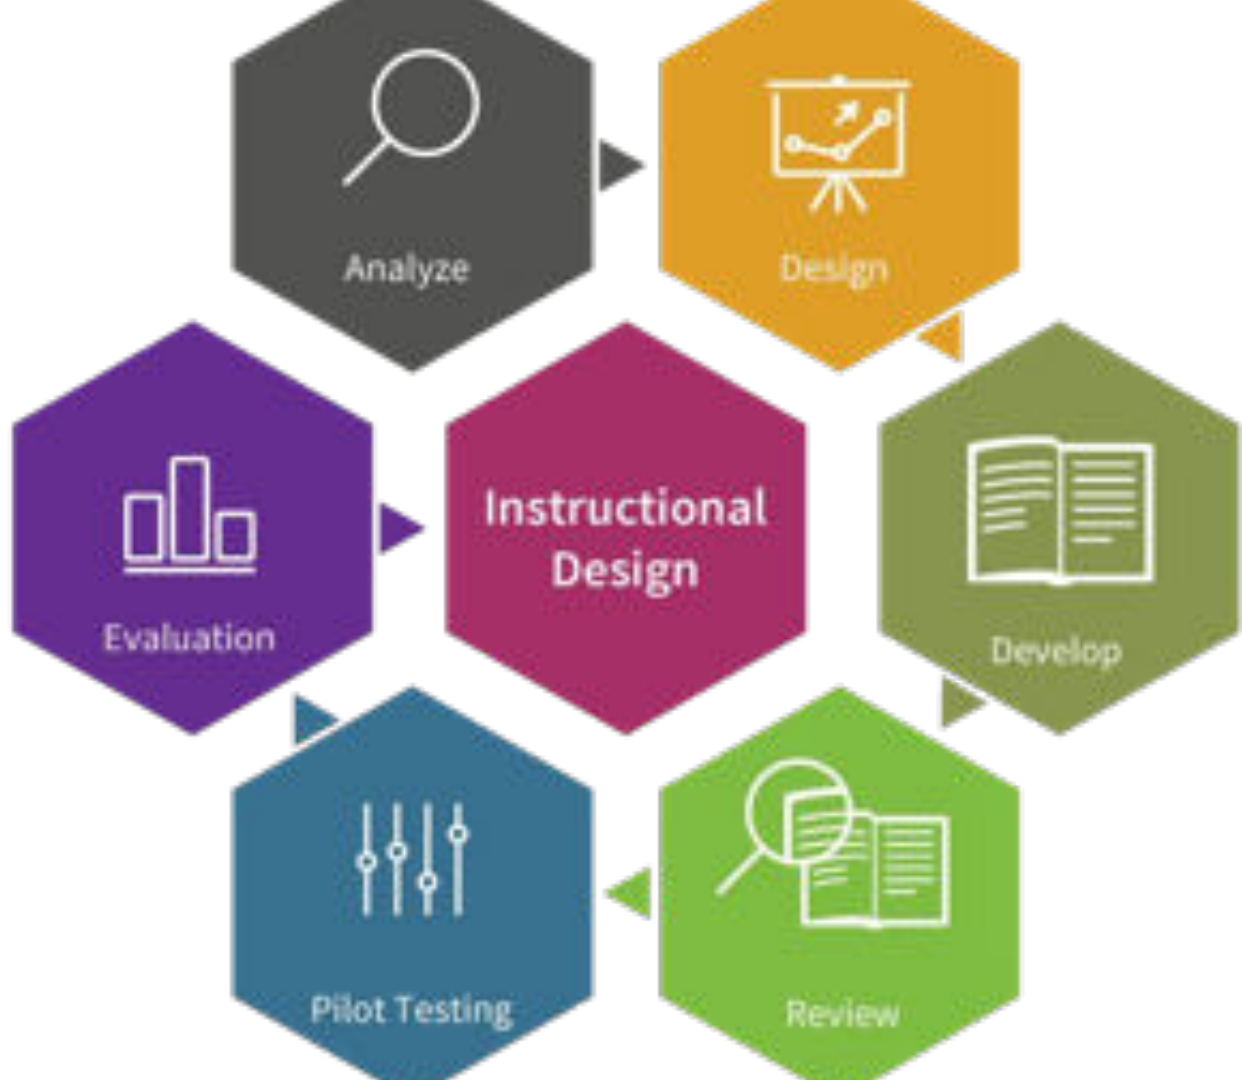 Analyze
Design
Instructional
Design
Evaluation
Develop
Pilot Testing
Review